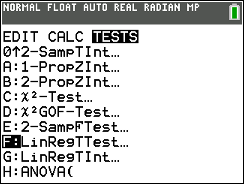 NORMAL FLOAT AUTO REAL RADIAN MP
EDIT CALC TESTS
0↑2-SampTInt…
A:1-PropZInt…
B:2-PropZInt…
C:χ²-Test…
D:χ²GOF-Test…
E:2-SampFTest…
F:LinRegTTest…
G:LinRegTInt…
H:ANOVA(